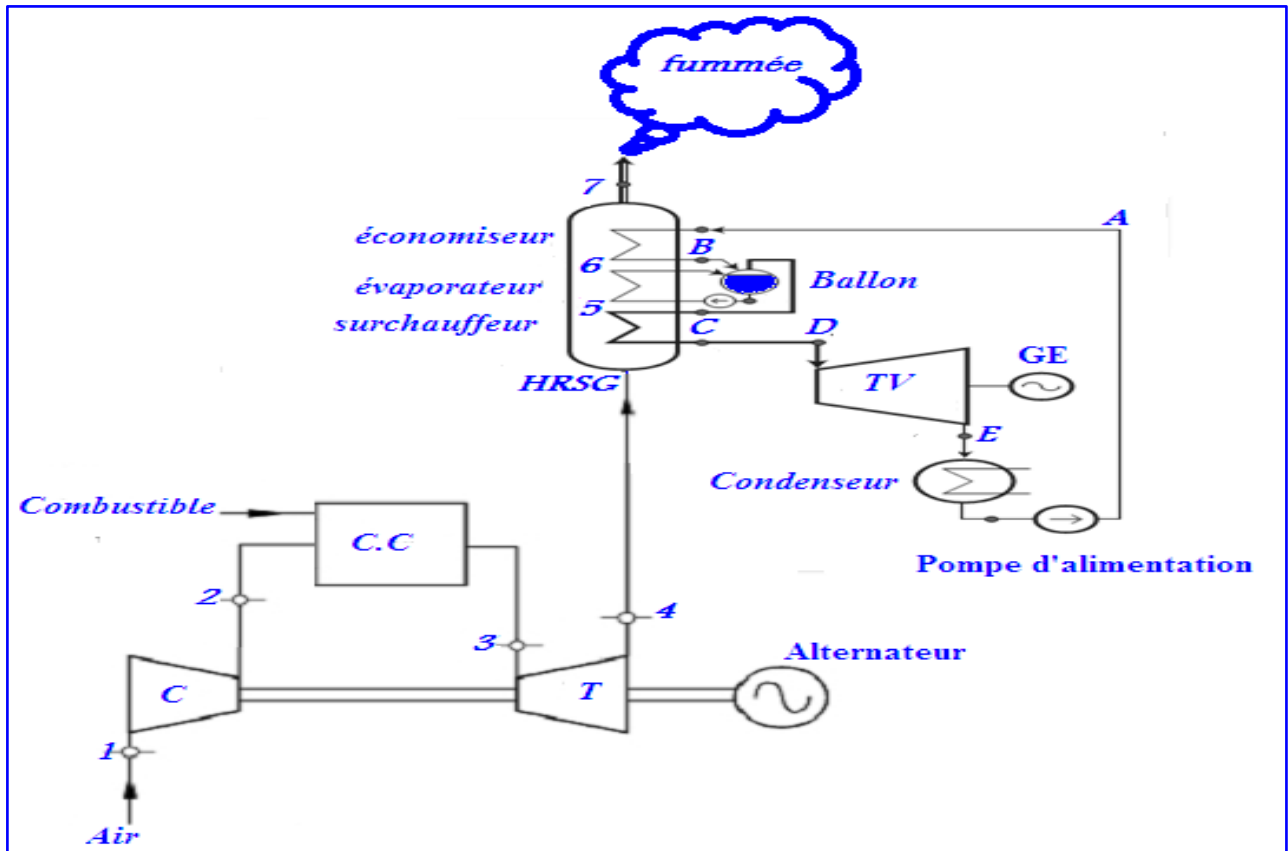 fummée
7
économiseur
A
B
6
évaporateur
Ballon
5
surchauffeur
C
D
HRSG
TV
GE
E
Condenseur
Combustible
C.C
Pompe d'alimentation
2
4
3
Alternateur
C
T
1
Air